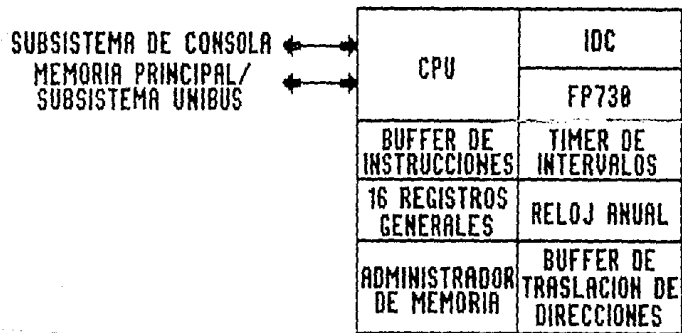 SUBSISTEMA DE CONSOLA
MEMORIA PRINCIPAL/
SUBSISTEMA UNIBUS
CPU
IDC
FP730
BUFFER DE
INSTRUCCIONES
TIMER DE
INTERVALOS
16 REGISTROS
GENERALES
RELOJ ANUAL
ADMINISTRADOR
DE MEMORIA
BUFFER DE
TRASLACION DE
DIRECCIONES